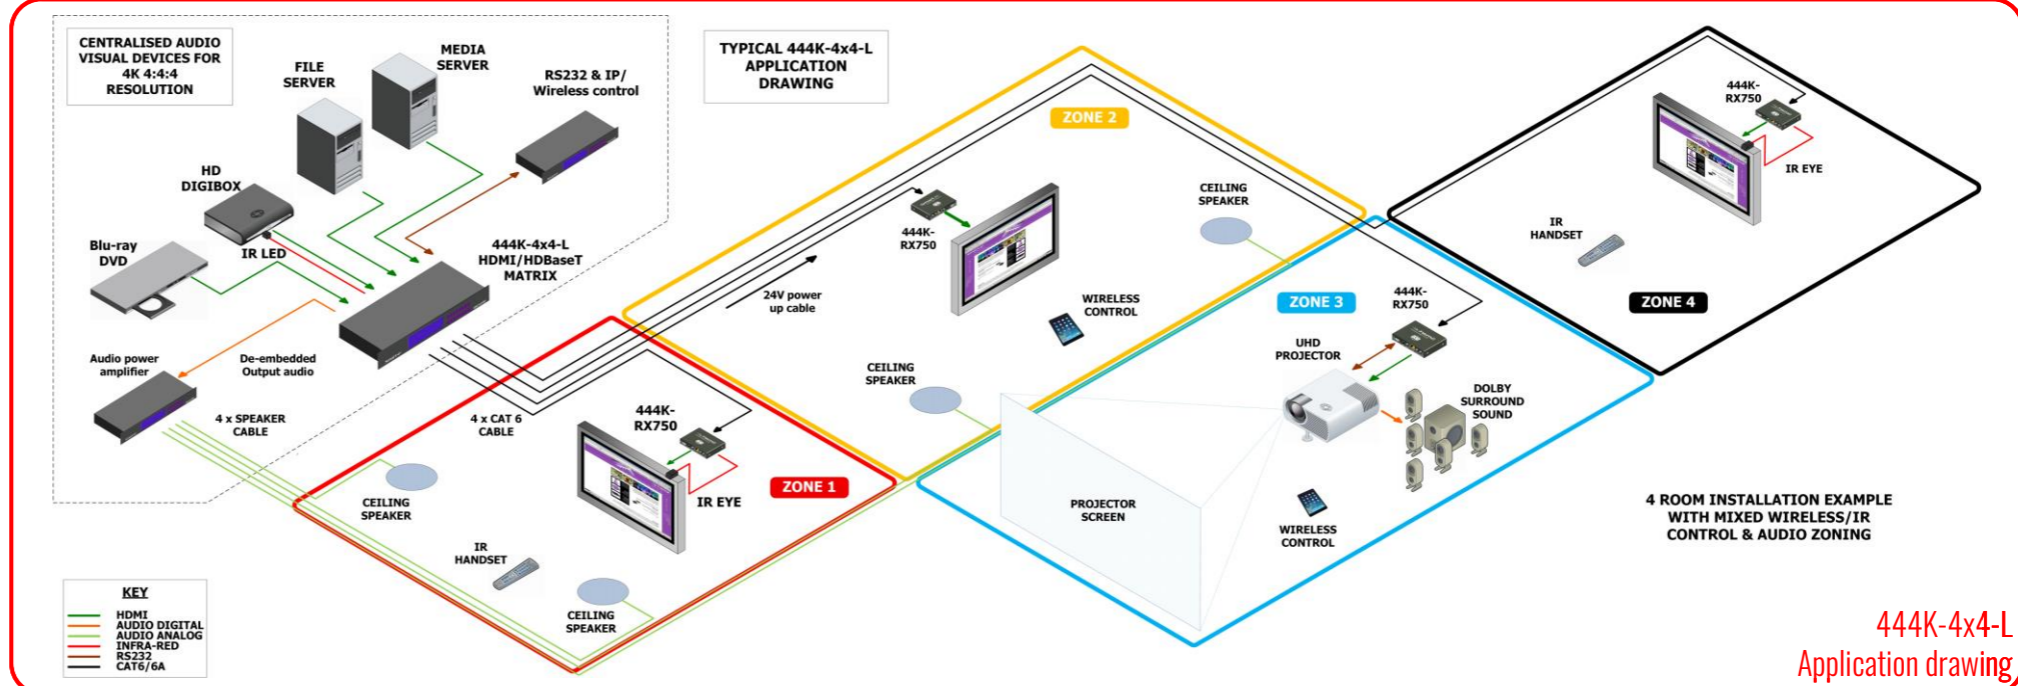 CENTRALISED AUDIO
VISUAL DEVICES FOR
4K 4:4:4
RESOLUTION
FILE
SERVER
MEDIA
SERVER
RS232 & IP/
Wireless control
HD
DIGIBOX
IR LED
Blu-ray
DVD
444K-4x4-L
HDMI/HDBaseT
MATRIX
Audio power
amplifier
De-embedded
Output audio
4 x SPEAKER
CABLE
4 x CAT 6
CABLE
TYPICAL 444K-4x4-L
APPLICATION
DRAWING
24V power
up cable
ZONE 2
444K-
RX750
CEILING
SPEAKER
WIRELESS
CONTROL
CEILING
SPEAKER
444K-
RX750
IR EYE
ZONE 1
CEILING
SPEAKER
IR
HANDSET
CEILING
SPEAKER
ZONE 3
444K-
RX750
UHD
PROJECTOR
DOLBY
SURROUND
SOUND
PROJECTOR
SCREEN
WIRELESS
CONTROL
444K-
RX750
IR EYE
IR
HANDSET
ZONE 4
4 ROOM INSTALLATION EXAMPLE
WITH MIXED WIRELESS/IR
CONTROL & AUDIO ZONING
KEY
HDMI
AUDIO DIGITAL
AUDIO ANALOG
INFRA-RED
RS232
CAT6/6A
444K-4x4-L
Application drawing